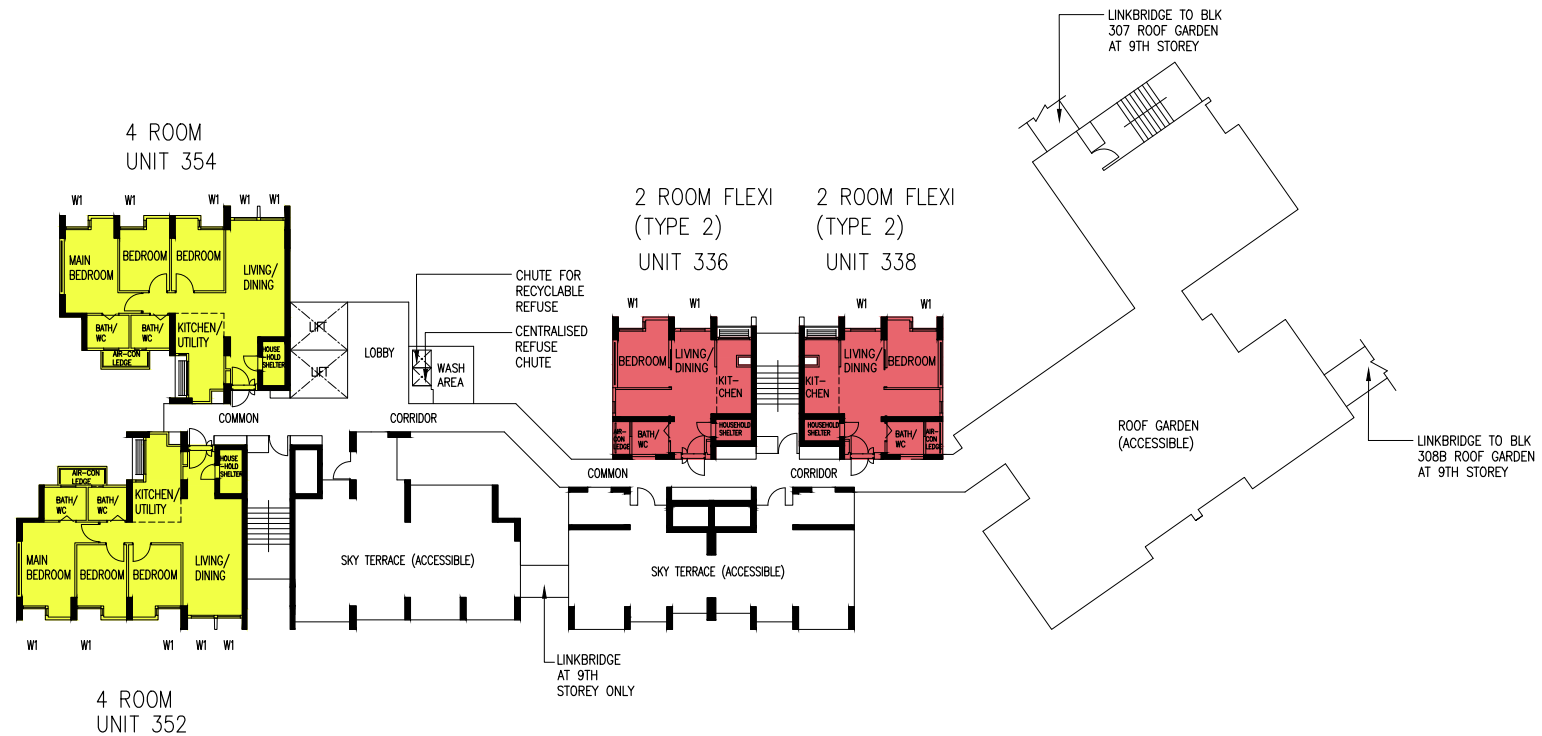 LINKBRIDGE TO BLK
307 ROOF GARDEN
AT 9TH STOREY
4 ROOM
UNIT 354
W1
W1
W1
W1
W1
MAIN
BEDROOM
BEDROOM
BEDROOM
LIVING/
DINING
BATH/
WC
BATH/
WC
KITCHEN/
UTILITY
AIR-CON
LEDGE
HOUSE
-HOLD
SHELTER
LIFT
LIFT
LOBBY
CHUTE FOR
RECYCLABLE
REFUSE
CENTRALISED
REFUSE
CHUTE
WASH
AREA
2 ROOM FLEXI
(TYPE 2)
UNIT 336
2 ROOM FLEXI
(TYPE 2)
UNIT 338
W1
W1
W1
W1
BEDROOM
LIVING/
DINING
KIT-
CHEN
AIR-
CON
LEDGE
BATH/
WC
HOUSEHOLD
SHELTER
KIT-
CHEN
LIVING/
DINING
BEDROOM
HOUSEHOLD
SHELTER
BATH/
WC
AIR-
CON
LEDGE
COMMON
CORRIDOR
COMMON
CORRIDOR
ROOF GARDEN
(ACCESSIBLE)
LINKBRIDGE TO BLK
308B ROOF GARDEN
AT 9TH STOREY
HOUSE
-HOLD
SHELTER
AIR-CON
LEDGE
BATH/
WC
BATH/
WC
KITCHEN/
UTILITY
MAIN
BEDROOM
BEDROOM
BEDROOM
LIVING/
DINING
W1
W1
W1
W1
W1
SKY TERRACE (ACCESSIBLE)
SKY TERRACE (ACCESSIBLE)
LINKBRIDGE
AT 9TH
STOREY ONLY
4 ROOM
UNIT 352